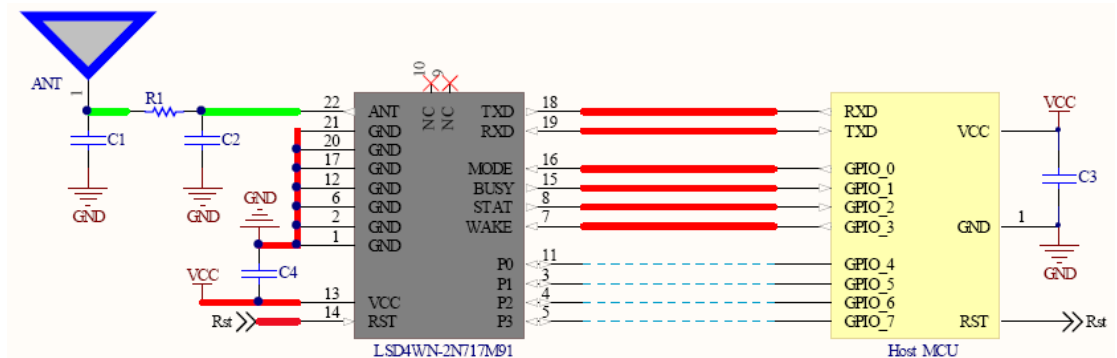 10
9
ANT
1
R1
C1
C2
22
ANT
21
GND
20
GND
17
GND
12
GND
6
GND
2
GND
1
GND
NC
NC
TXD
18
RXD
19
MODE
16
BUSY
15
STAT
8
WAKE
7
P0
11
P1
3
P2
4
P3
5
RXD
TXD
GPIO_0
GPIO_1
GPIO_2
GPIO_3
GPIO_4
GPIO_5
GPIO_6
GPIO_7
VCC
GND
1
RST
VCC
C3
GND
Rst
GND
GND
GND
C4
VCC
13
VCC
Rst
14
RST
LSD4WN-2N717M91
Host MCU